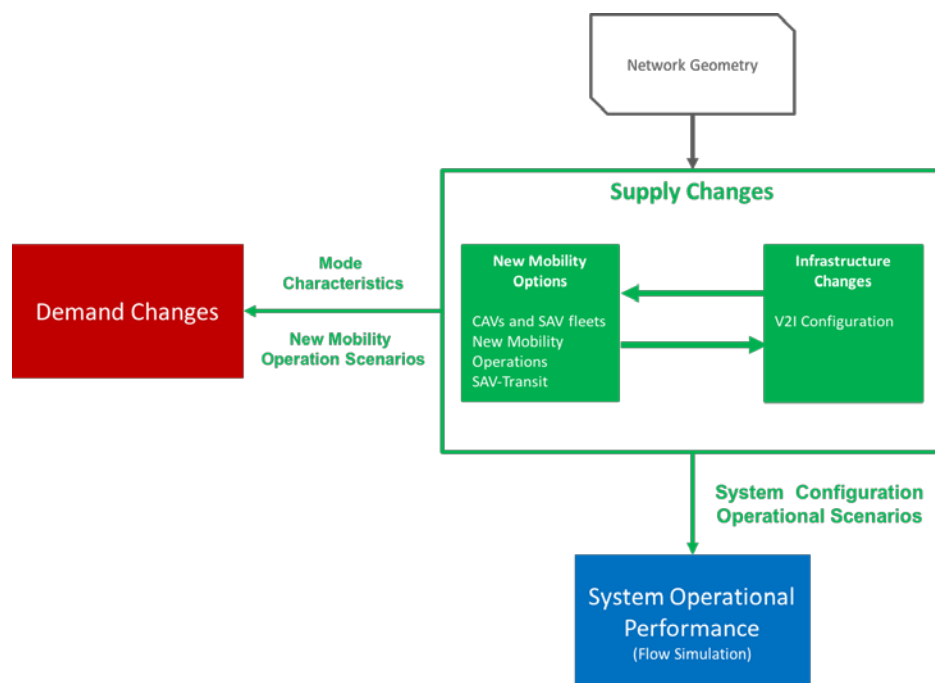 Network Geometry
Supply Changes
New Mobility
Options
CAVs and SAV fleets
New Mobility
Operations
SAV-Transit
Infrastructure
Changes
V2I Configuration
Mode
Characteristics
New Mobility
Operation Scenarios
Demand Changes
System Configuration
Operational Scenarios
System Operational
Performance
(Flow Simulation)